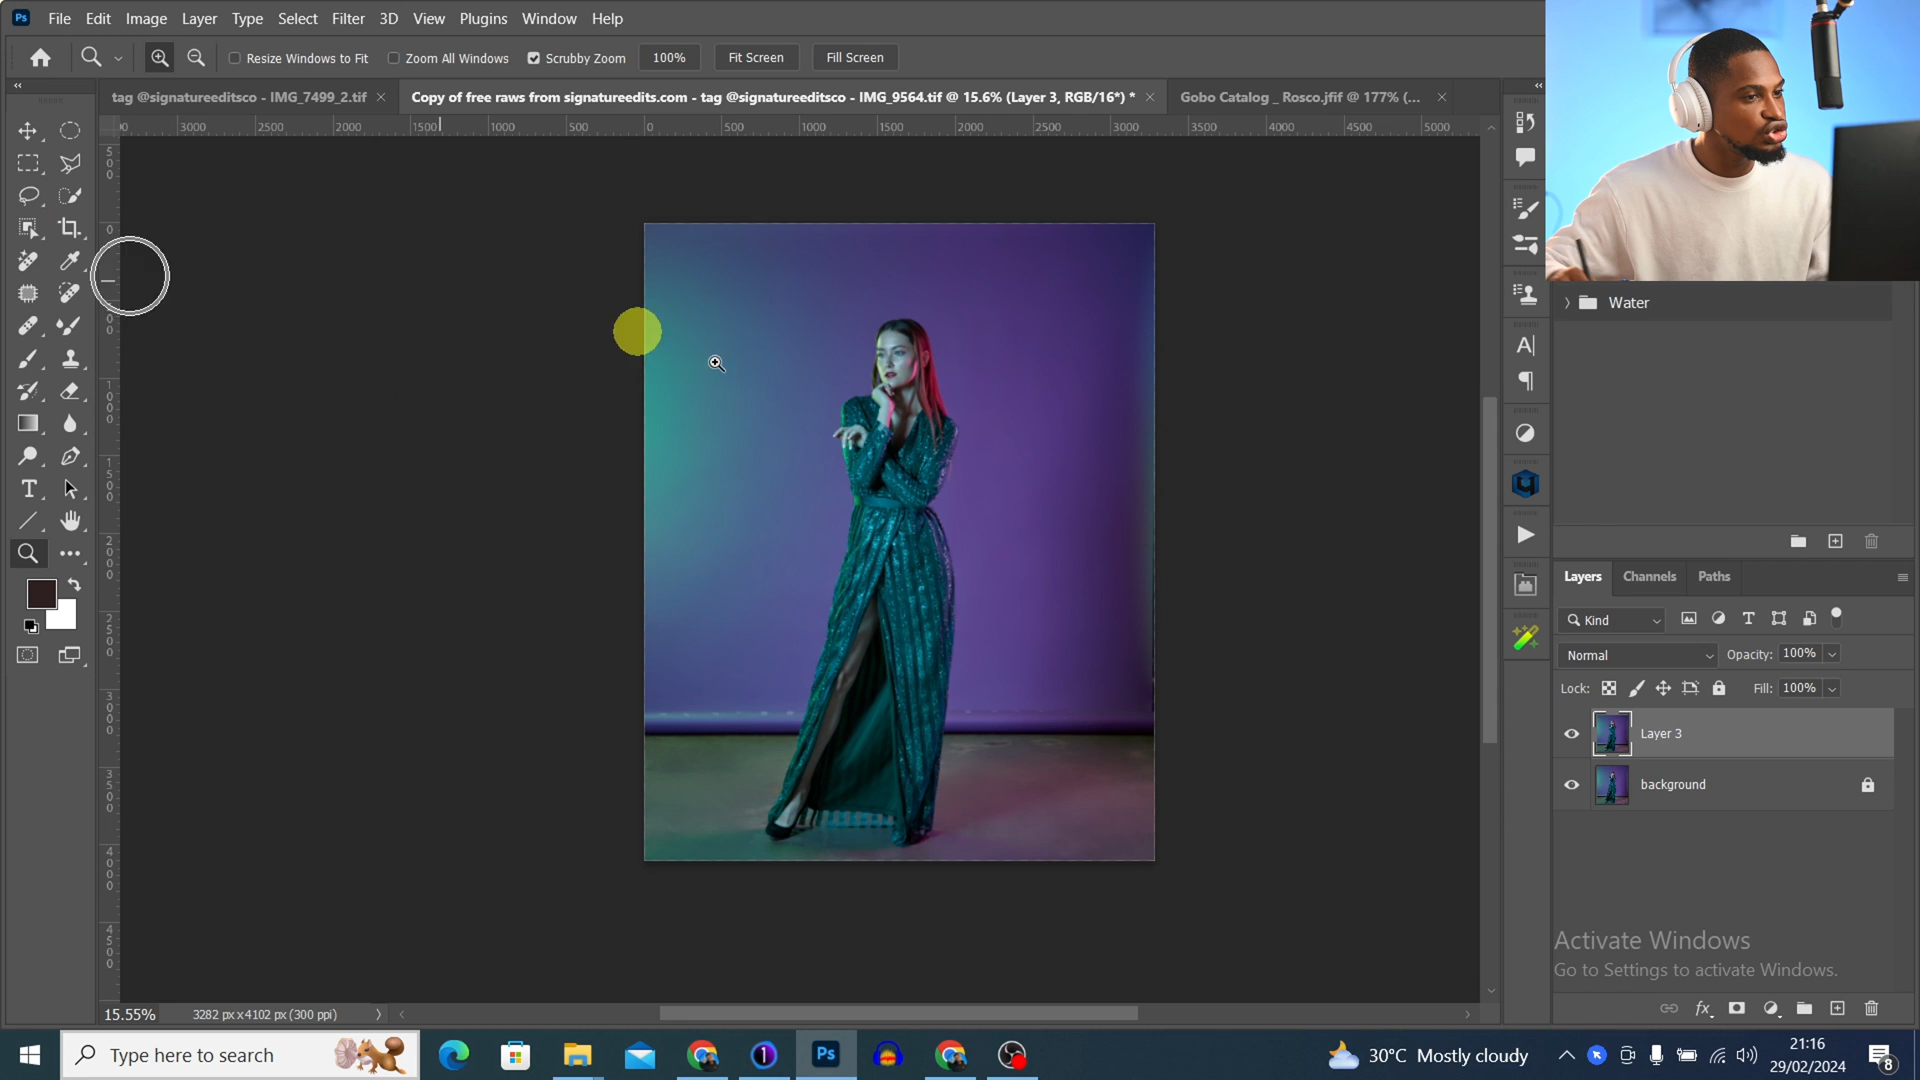 Ps File Edit Image Layer Type Select Filter 3D View Plugins Window Help
Resize Windows to Fit Zoom All Windows Scrubby Zoom 100% Fit Screen Fill Screen
tag @signatureeditsco - IMG_7499_2.tif × Copy of free raws from signatureedits.com - tag @signatureeditsco - IMG_9564.tif @ 15.6% (Layer 3, RGB/16*) * × Gobo Catalog _ Rosco.jfif @ 177% (... ×
3000 2500 2000 1500 1000 500 0 500 1000 1500 2000 2500 3000 3500 4000 4500 5000
Water
Layers Channels Paths
Kind
Normal Opacity: 100%
Lock: Fill: 100%
Layer 3
background
Activate Windows
Go to Settings to activate Windows.
15.55% 3282 px x 4102 px (300 ppi)
Type here to search
Ps
30°C Mostly cloudy
21:16
29/02/2024
8